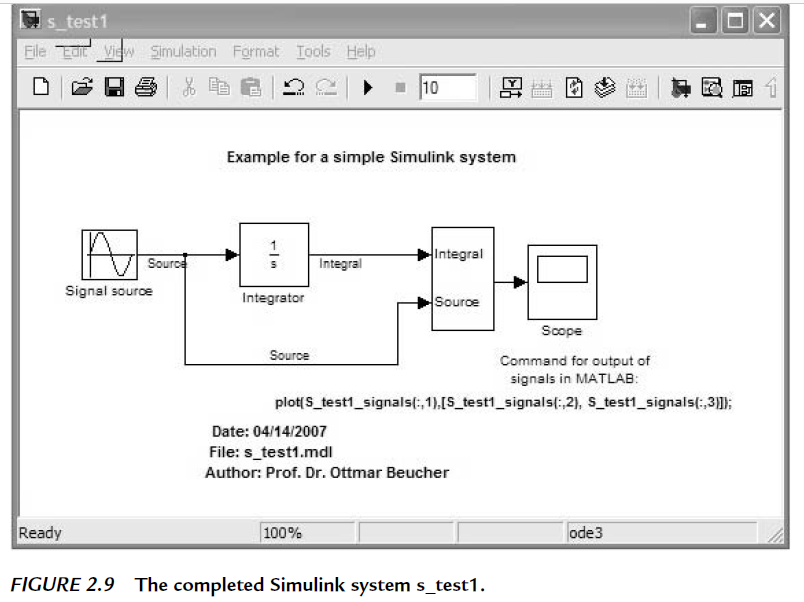 s_test1
File Edit View Simulation Format Tools Help
10
Example for a simple Simulink system
Source
Signal source
1
s
Integrator
Integral
Integral
Source
Scope
Source
Command for output of
signals in MATLAB:
plot(S_test1_signals(:,1),[S_test1_signals(:,2), S_test1_signals(:,3)]);
Date: 04/14/2007
File: s_test1.mdl
Author: Prof. Dr. Ottmar Beucher
Ready 100% ode3
FIGURE 2.9 The completed Simulink system s_test1.